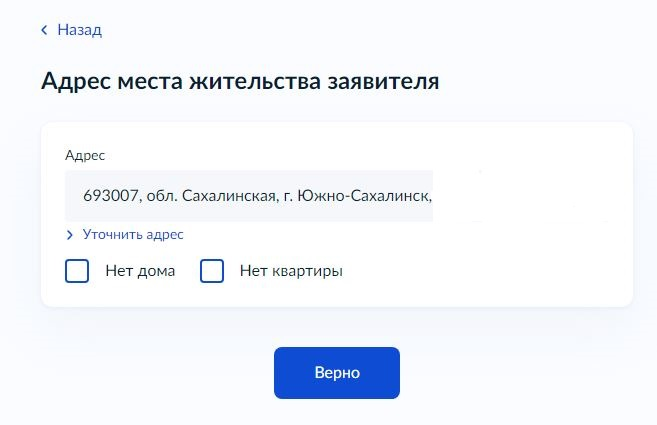 Назад
Адрес места жительства заявителя
Адрес
693007, обл. Сахалинская, г. Южно-Сахалинск,
Уточнить адрес
Нет дома Нет квартиры
Верно